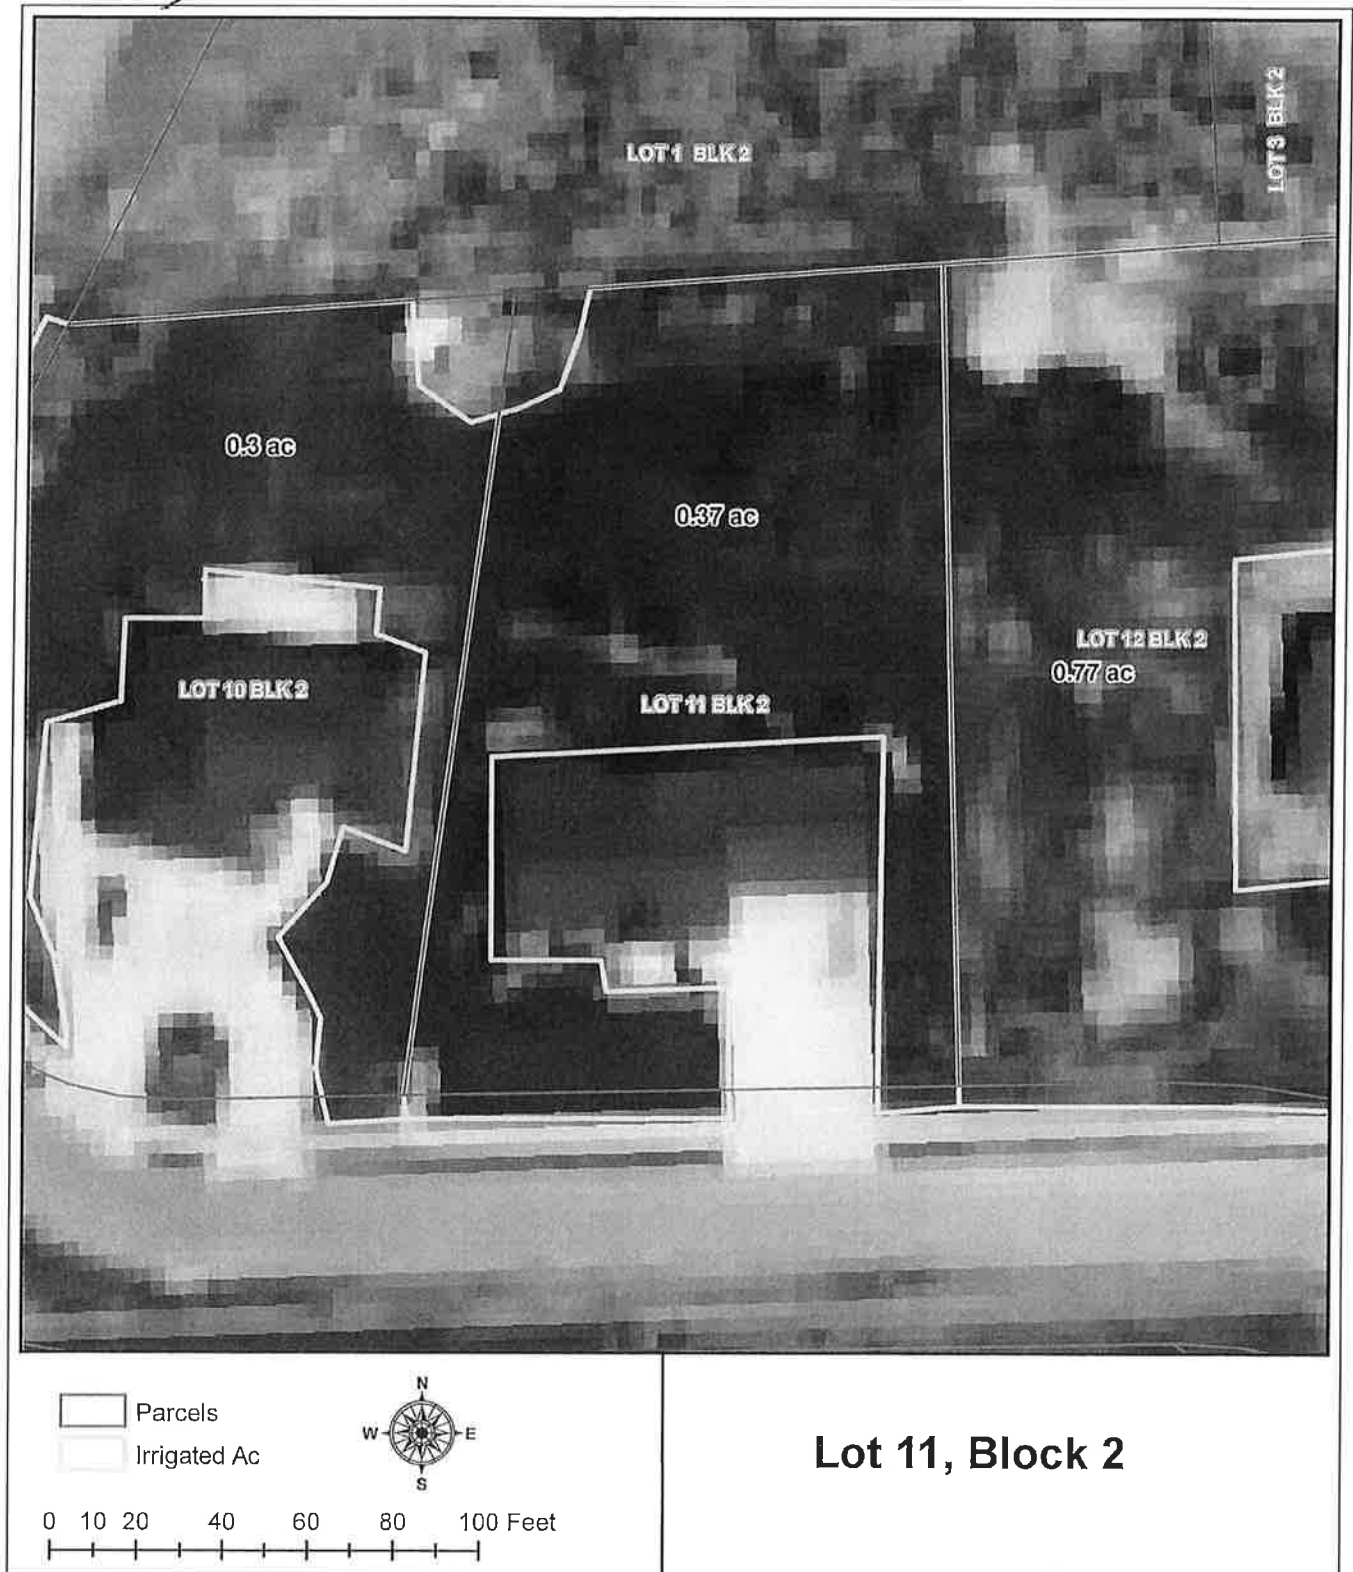 LOT 1 BLK 2
LOT 3 BLK 2
0.3 ac
0.37 ac
LOT 12 BLK 2
0.77 ac
LOT 10 BLK 2
LOT 11 BLK 2
Parcels
Irrigated Ac
N
W E
S
0 10 20 40 60 80 100 Feet
Lot 11, Block 2